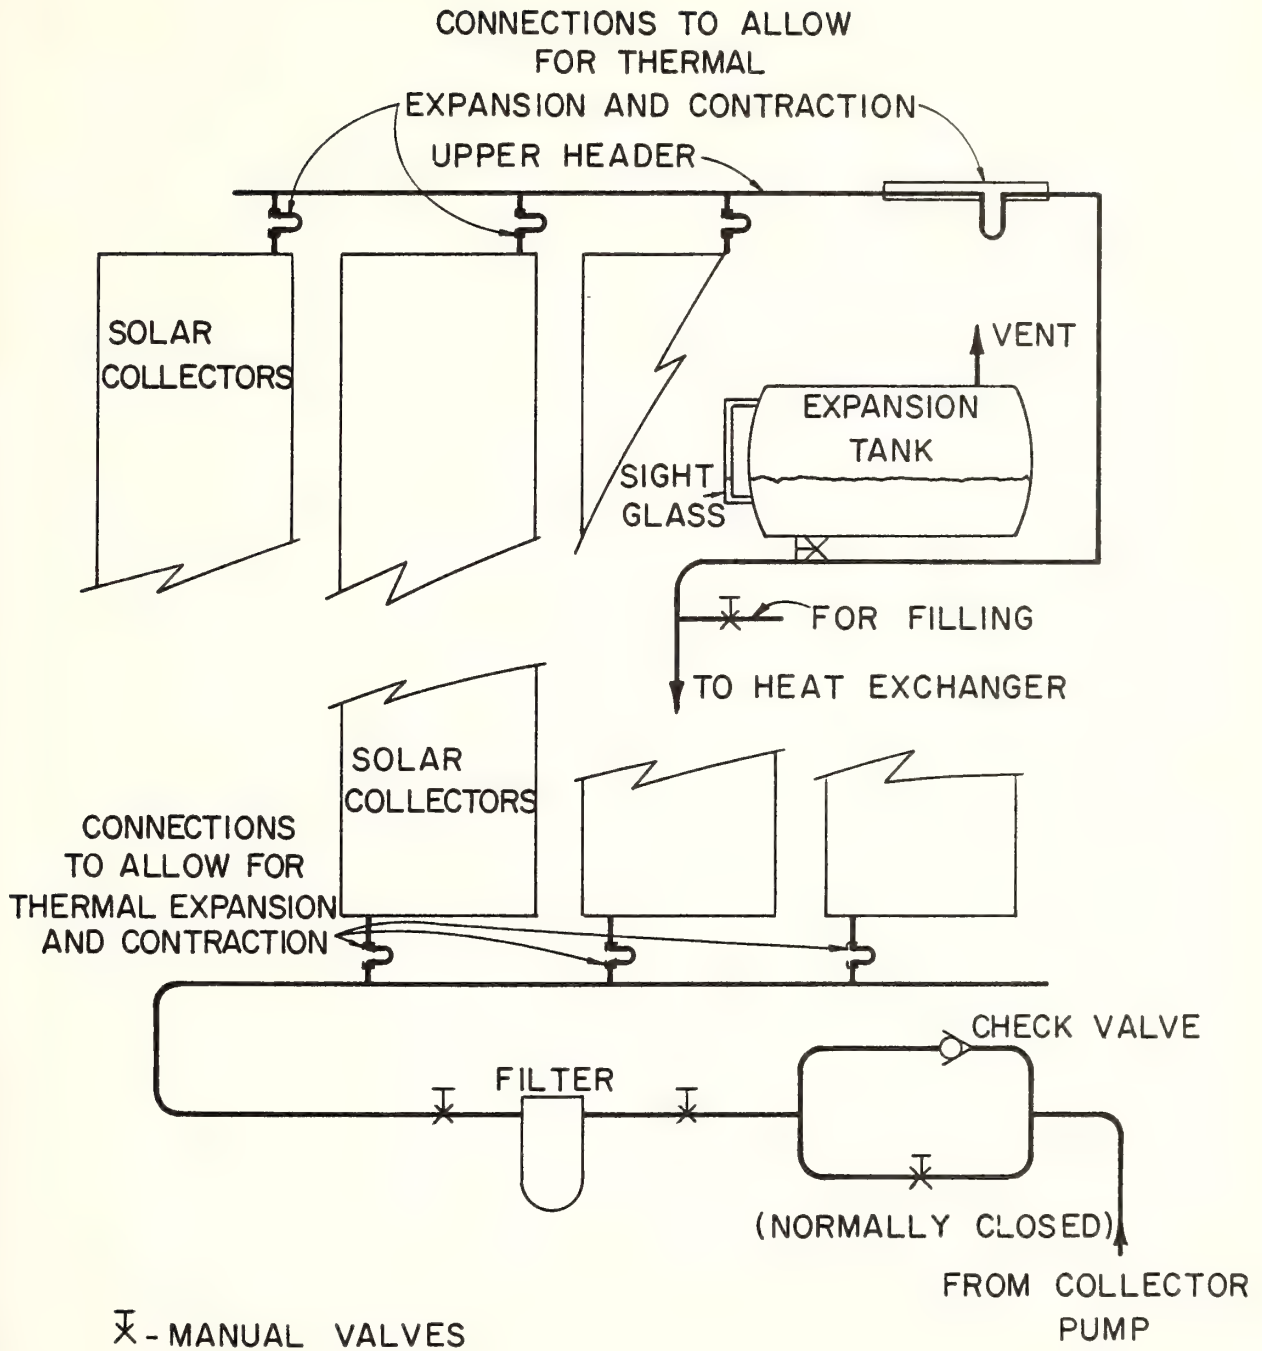 CONNECTIONS TO ALLOW
FOR THERMAL
EXPANSION AND CONTRACTION
UPPER HEADER
SOLAR
COLLECTORS
VENT
EXPANSION
TANK
SIGHT
GLASS
FOR FILLING
TO HEAT EXCHANGER
SOLAR
COLLECTORS
CONNECTIONS
TO ALLOW FOR
THERMAL EXPANSION
AND CONTRACTION
CHECK VALVE
FILTER
(NORMALLY CLOSED)
FROM COLLECTOR
PUMP
- MANUAL VALVES